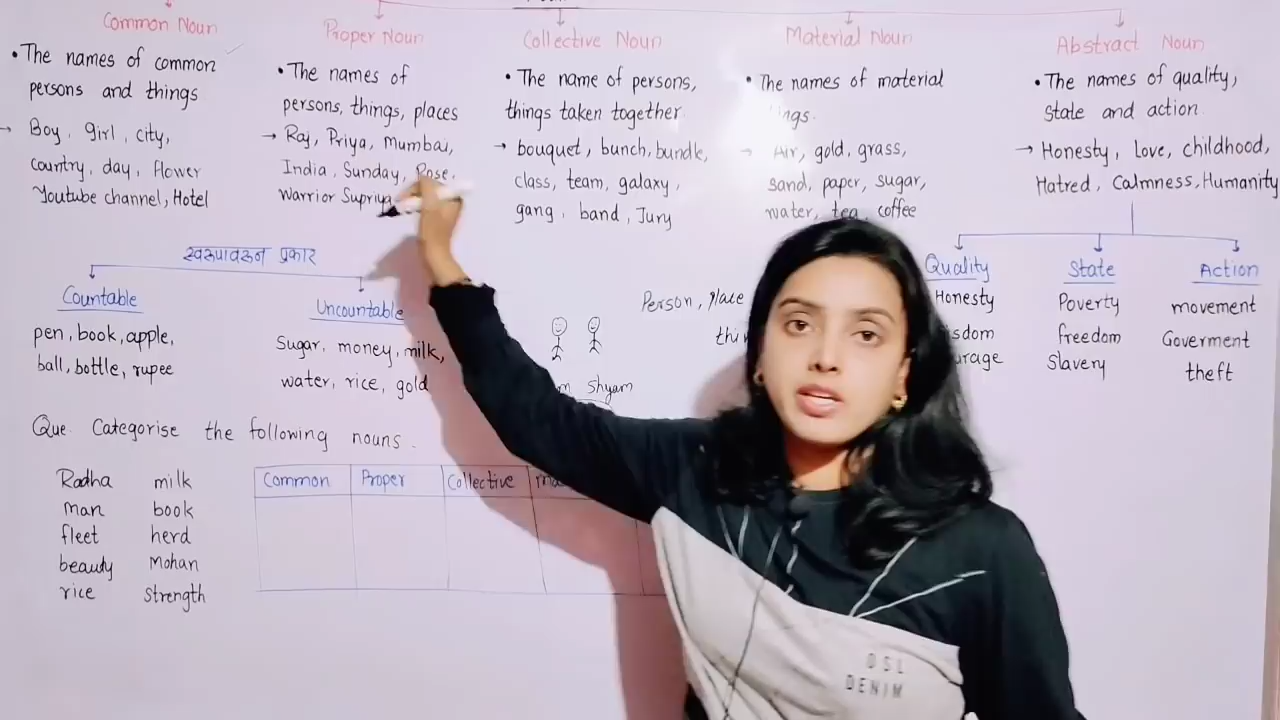 Common Noun
• The names of common
persons and things
→ Boy, girl, city,
country, day, flower
Youtube channel, Hotel
Proper Noun
• The names of
persons, things, places
→ Raj, Priya, Mumbai,
India, Sunday, Rose,
Warrior Supriya
Collective Noun
• The name of persons,
things taken together.
→ bouquet, bunch, bundle,
class, team, galaxy,
gang, band, Jury
Material Noun
• The names of material
→ Air, gold, grass,
sand, paper, sugar,
water, tea, coffee
Abstract Noun
• The names of quality,
State and action
→ Honesty, Love, childhood,
Hatred, Calmness, Humanity
Quality
Honesty
State
Poverty
freedom
Slavery
Action
movement
Goverment
theft
प्रकार
Countable
pen, book, apple,
ball, bottle, rupee
Uncountable
Sugar, money, milk,
water, rice, gold
Person, place
Shyam
Que. Categorise the following nouns.
Radha milk
man book
fleet herd
beauty Mohan
rice Strength
Common Proper Collective
OSL
DENIM